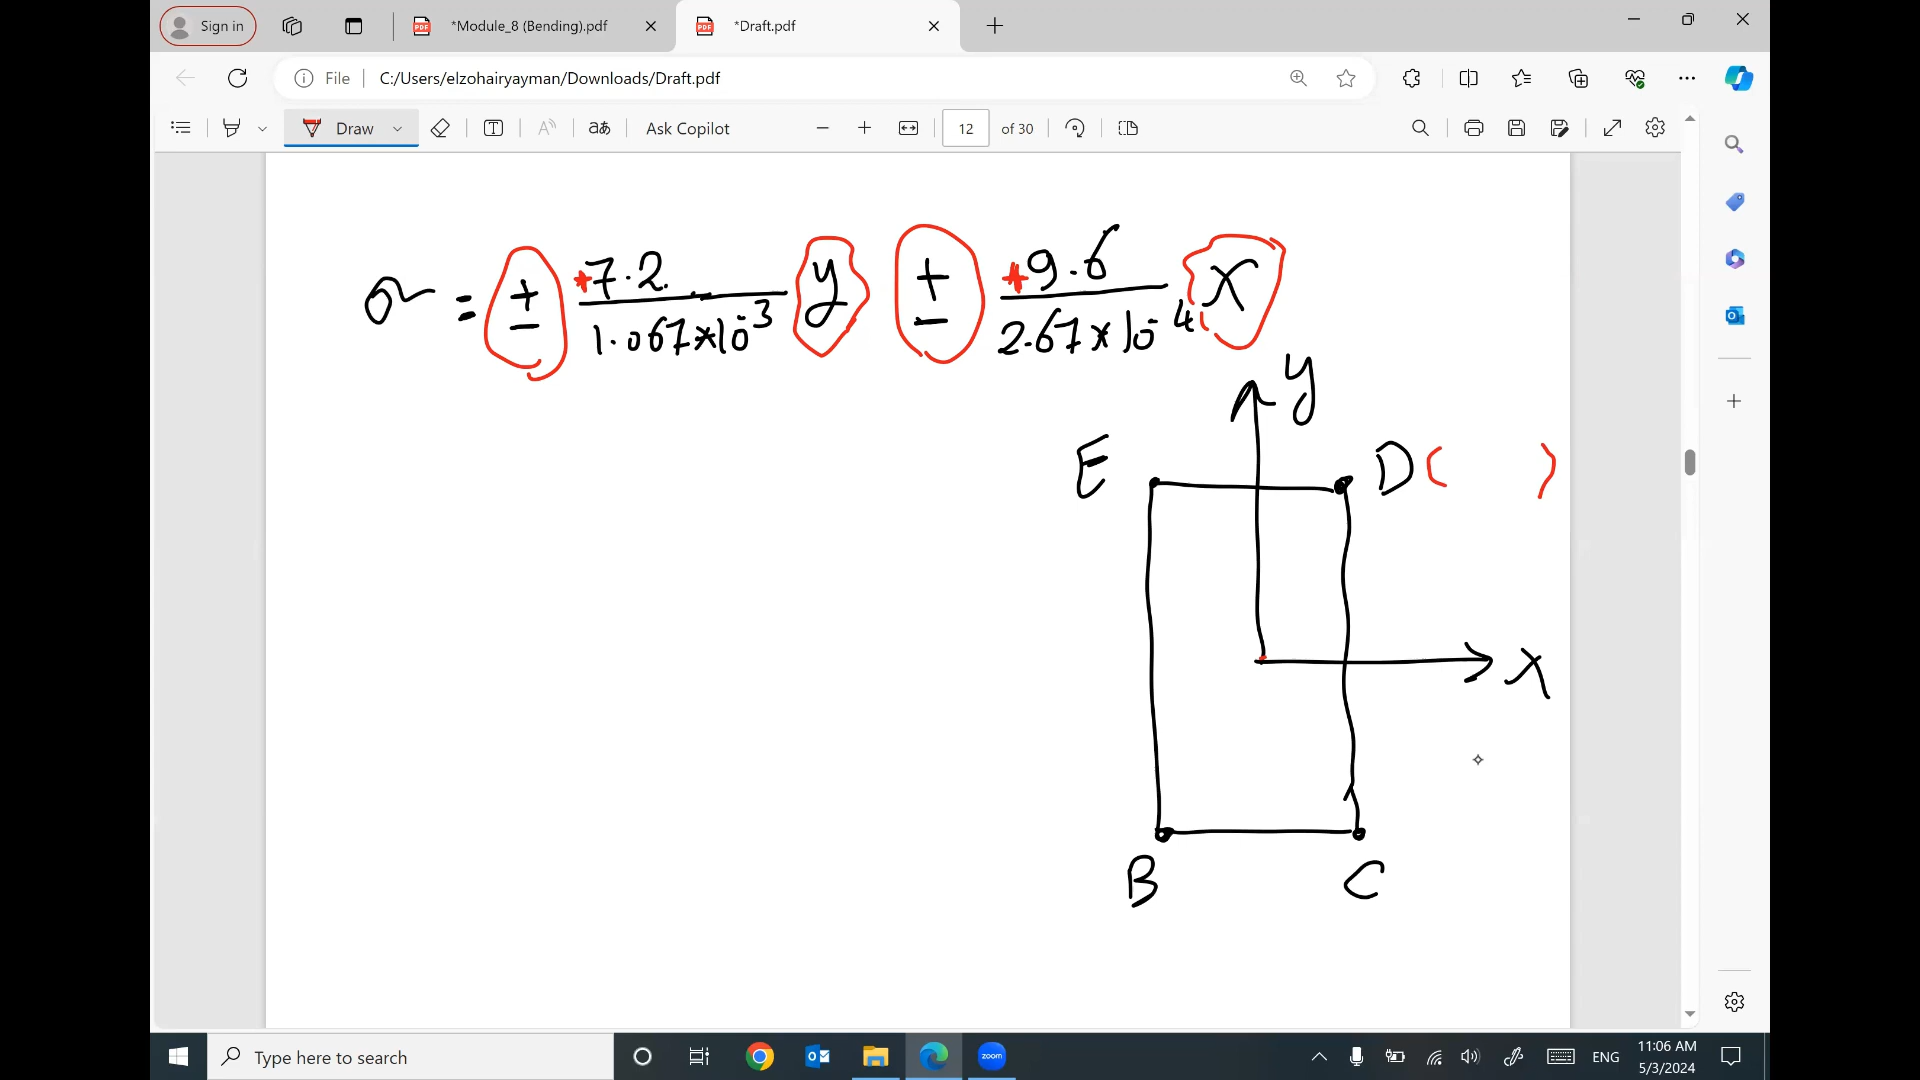 Sign in
*Module_8 (Bending).pdf
*Draft.pdf
File
C:/Users/elzohairyayman/Downloads/Draft.pdf
Draw
Ask Copilot
12 of 30
σ = ± +7.2 / 1.067*10⁻³ y ± +9.6 / 2.67*10⁻⁴ x
y
E
D( )
x
B
C
Type here to search
zoom
ENG
11:06 AM
5/3/2024